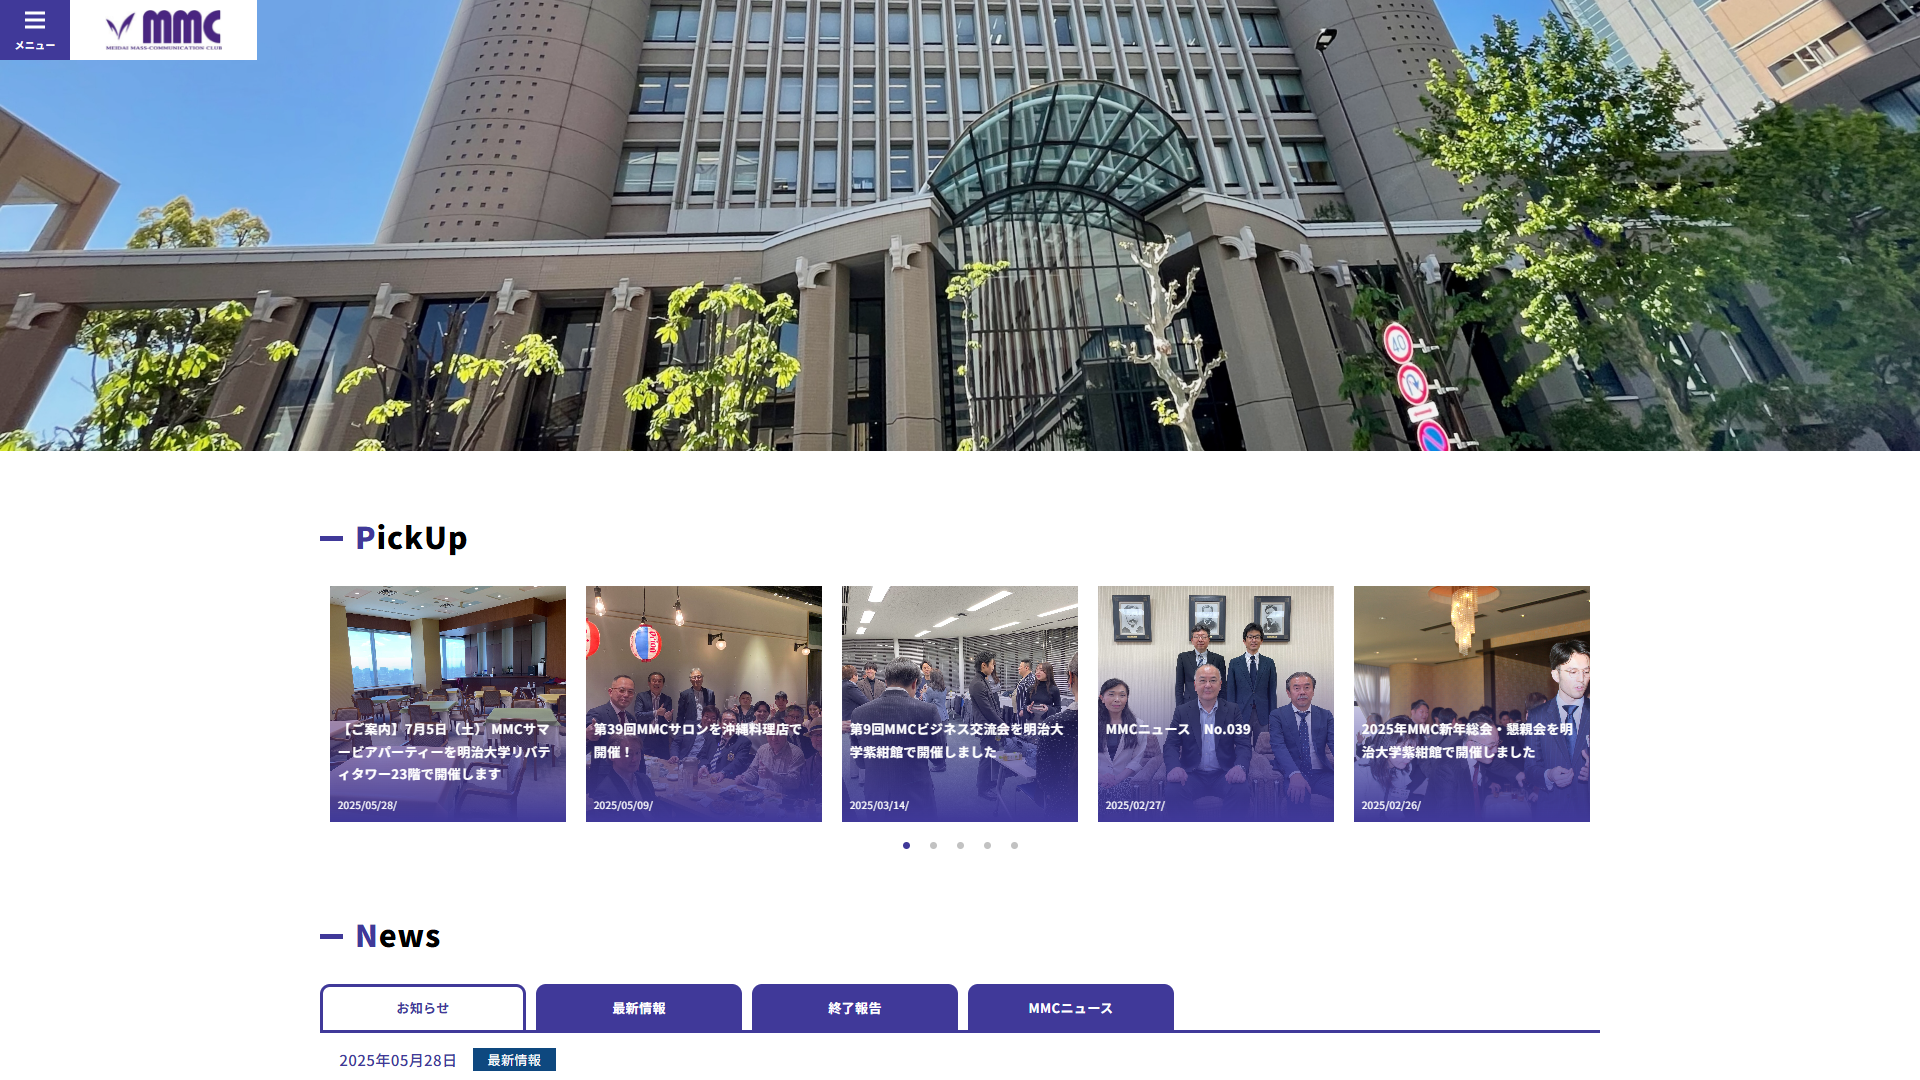 メニュー
MMC
MEIDAI MASS-COMMUNICATION CLUB
40
PickUp
【ご案内】7月5日（土） MMCサマ
ービアパーティーを明治大学リバテ
ィタワー23階で開催します
2025/05/28/
第39回MMCサロンを沖縄料理店で
開催！
2025/05/09/
第9回MMCビジネス交流会を明治大
学紫紺館で開催しました
2025/03/14/
MMCニュース　No.039
2025/02/27/
2025年MMC新年総会・懇親会を明
治大学紫紺館で開催しました
2025/02/26/
News
お知らせ
最新情報
終了報告
MMCニュース
2025年05月28日
最新情報